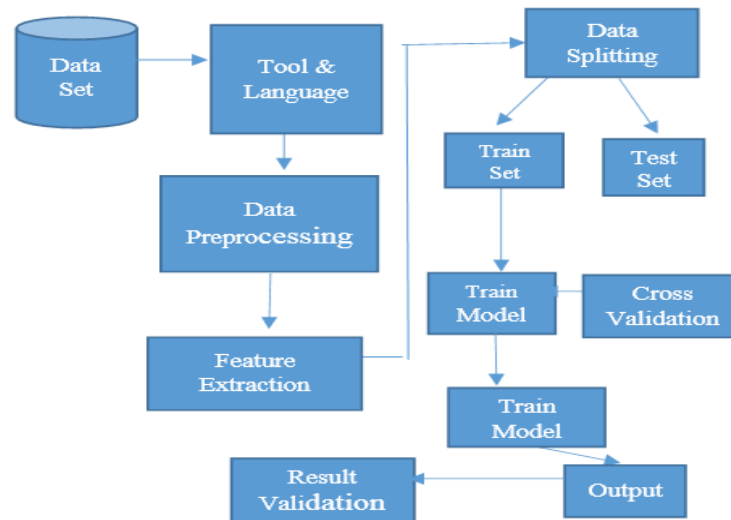 Data
Set
Tool &
Language
Data
Preprocessing
Feature
Extraction
Data
Splitting
Train
Set
Test
Set
Train
Model
Cross
Validation
Train
Model
Output
Result
Validation